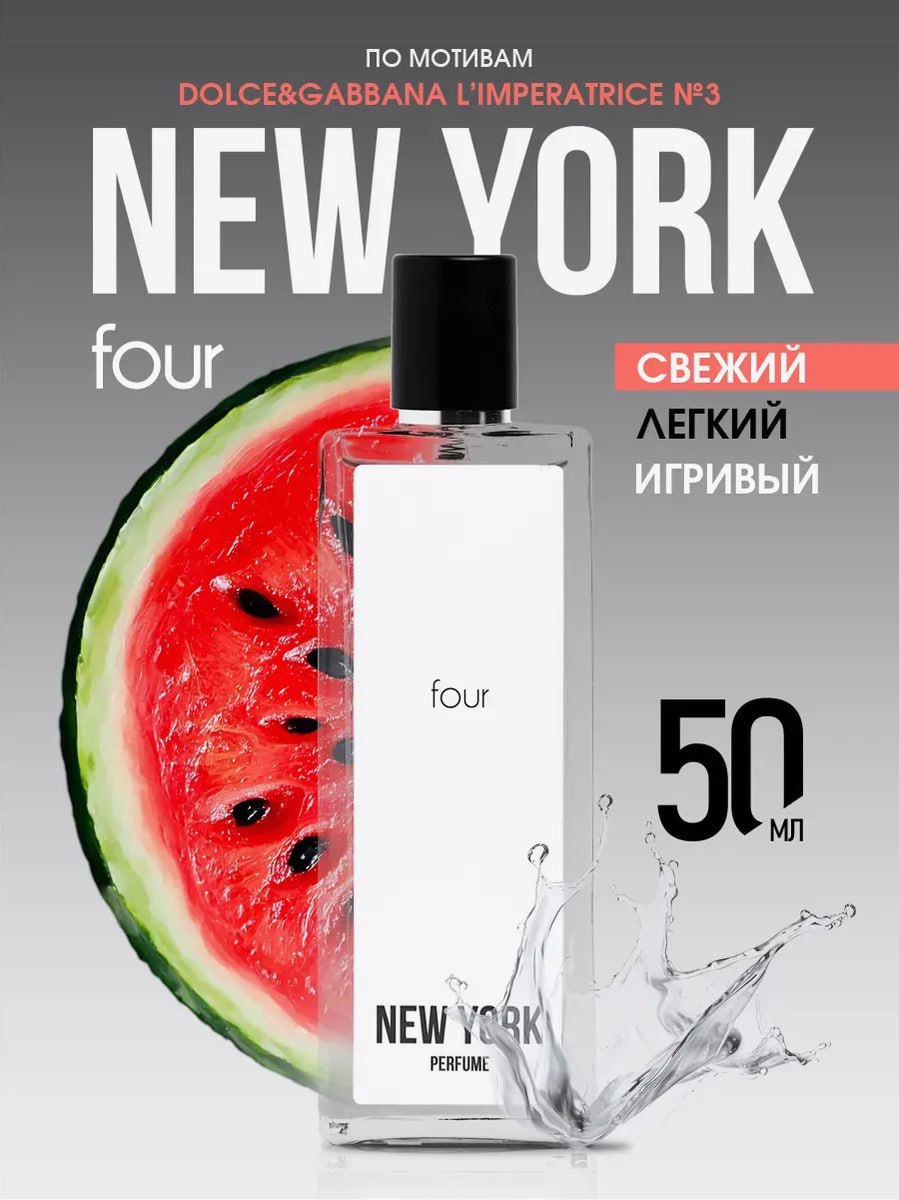 ПО МОТИВАМ
DOLCE&GABBANA L’IMPERATRICE №3
NEW YORK
four
СВЕЖИЙ
ЛЕГКИЙ
ИГРИВЫЙ
four
50 МЛ
NEW YORK
PERFUME